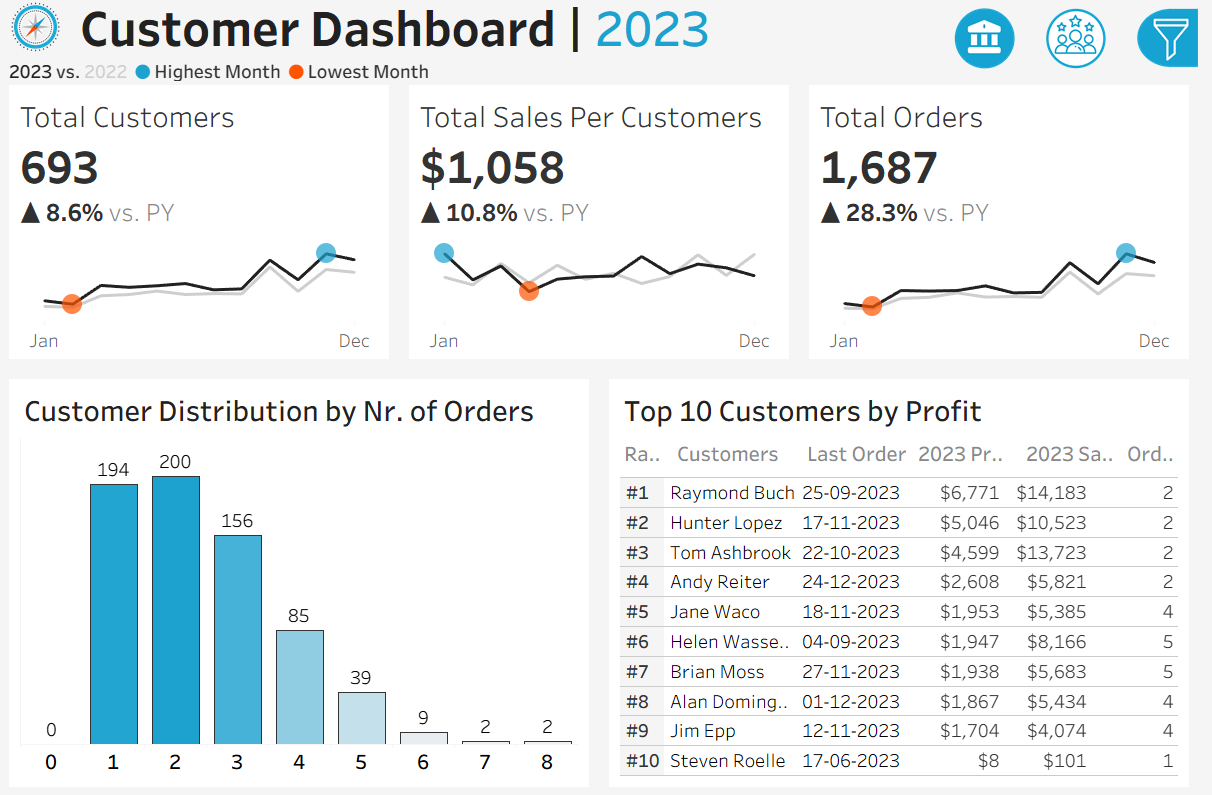 Customer Dashboard | 2023
2023 vs. 2022 Highest Month Lowest Month
Total Customers
693
▲ 8.6% vs. PY
Jan Dec
Total Sales Per Customers
$1,058
▲ 10.8% vs. PY
Jan Dec
Total Orders
1,687
▲ 28.3% vs. PY
Jan Dec
Customer Distribution by Nr. of Orders
0 194 200 156 85 39 9 2 2
0 1 2 3 4 5 6 7 8
Top 10 Customers by Profit
Ra.. Customers Last Order 2023 Pr.. 2023 Sa.. Ord..
#1 Raymond Buch 25-09-2023 $6,771 $14,183 2
#2 Hunter Lopez 17-11-2023 $5,046 $10,523 2
#3 Tom Ashbrook 22-10-2023 $4,599 $13,723 2
#4 Andy Reiter 24-12-2023 $2,608 $5,821 2
#5 Jane Waco 18-11-2023 $1,953 $5,385 4
#6 Helen Wasse.. 04-09-2023 $1,947 $8,166 5
#7 Brian Moss 27-11-2023 $1,938 $5,683 5
#8 Alan Doming.. 01-12-2023 $1,867 $5,434 4
#9 Jim Epp 12-11-2023 $1,704 $4,074 4
#10 Steven Roelle 17-06-2023 $8 $101 1